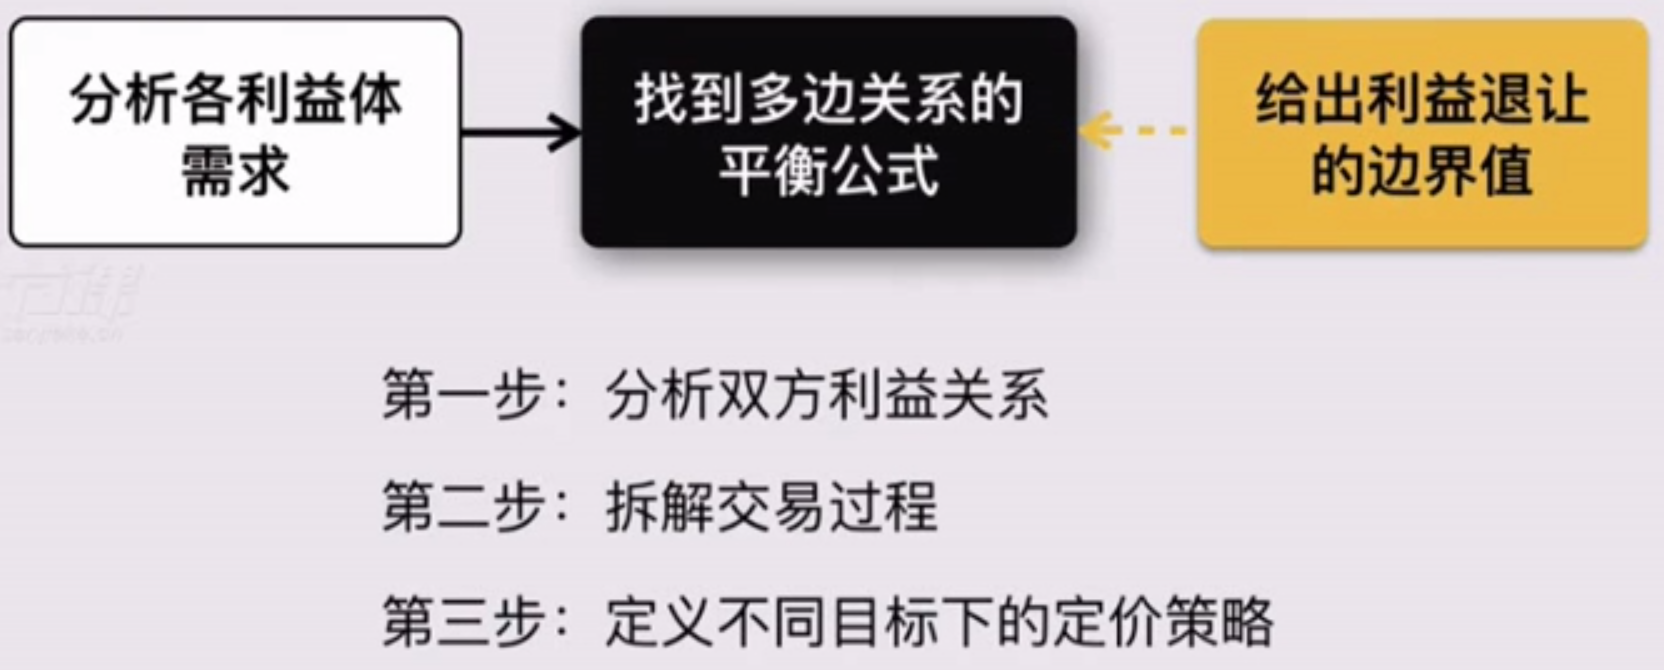 分析各利益体
需求
找到多边关系的
平衡公式
给出利益退让
的边界值
第一步：分析双方利益关系
第二步：拆解交易过程
第三步：定义不同目标下的定价策略